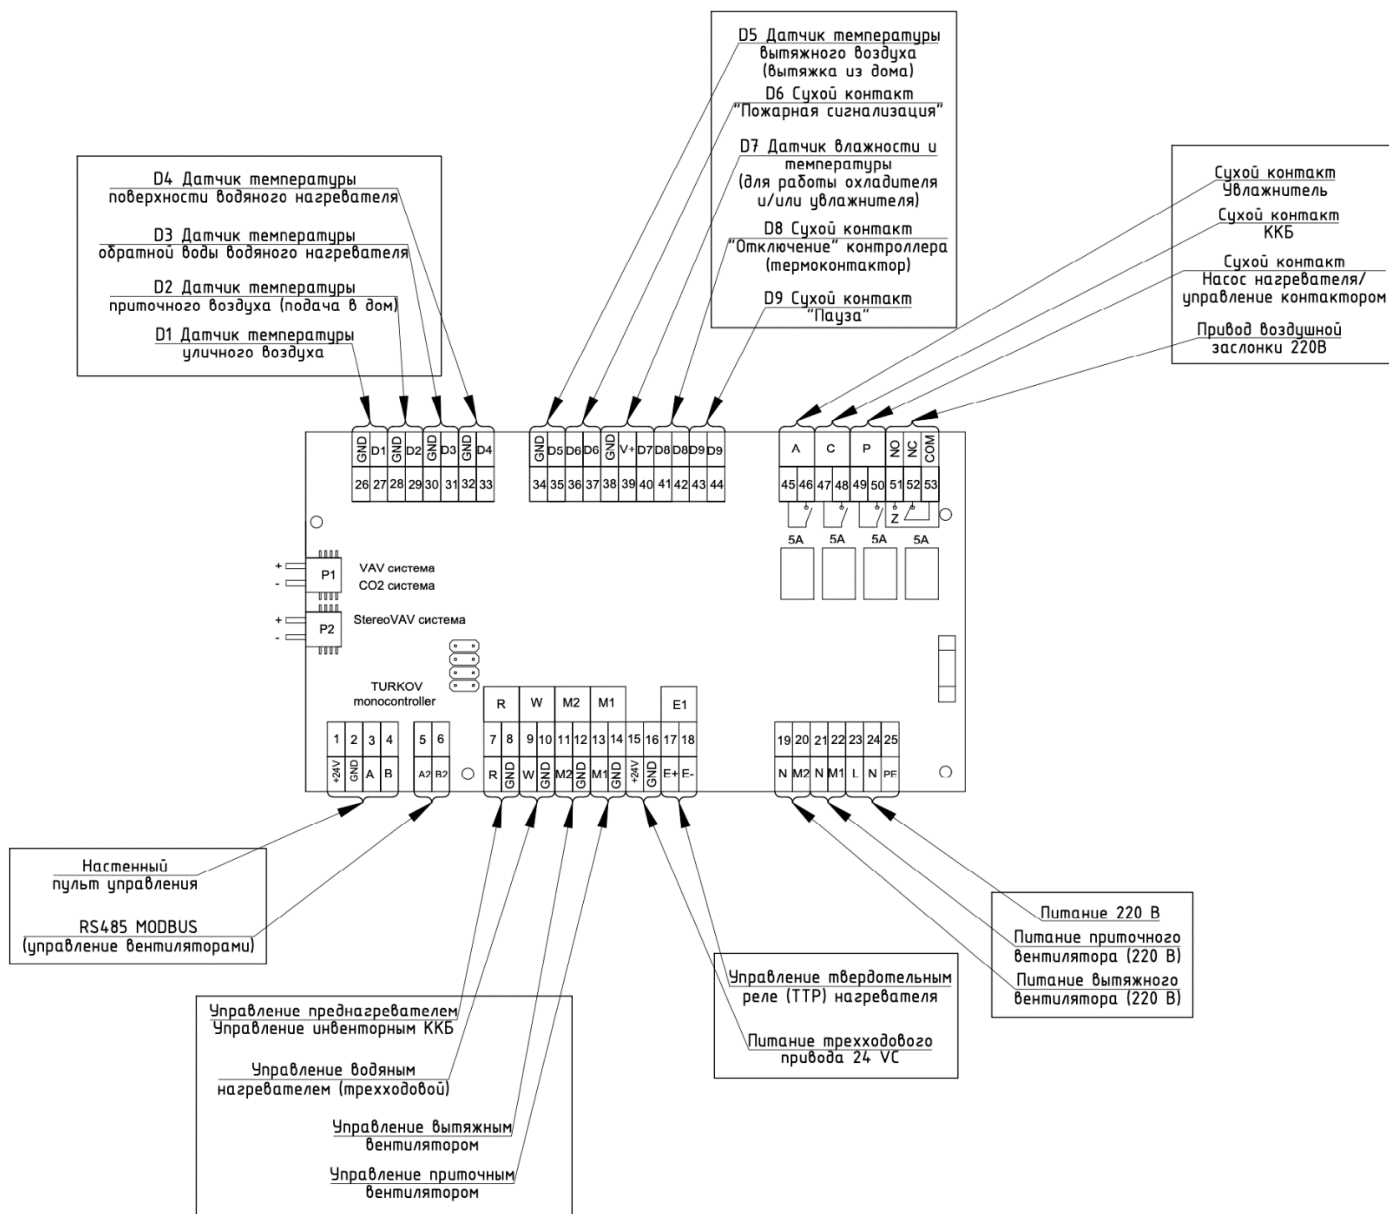 D5 Датчик температуры
вытяжного воздуха
(вытяжка из дома)
D6 Сухой контакт
"Пожарная сигнализация"
D7 Датчик влажности и
температуры
(для работы охладителя
и/или увлажнителя)
D8 Сухой контакт
"Отключение" контроллера
(термоконтактор)
D9 Сухой контакт
"Пауза"
D4 Датчик температуры
поверхности водяного нагревателя
D3 Датчик температуры
обратной воды водяного нагревателя
D2 Датчик температуры
приточного воздуха (подача в дом)
D1 Датчик температуры
уличного воздуха
Сухой контакт
Увлажнитель
Сухой контакт
ККБ
Сухой контакт
Насос нагревателя/
управление контактором
Привод воздушной
заслонки 220В
GND D1 GND D2 GND D3 GND D4
26 27 28 29 30 31 32 33
GND D5 D6 D6 GND V+ D7 D8 D8 D9 D9
34 35 36 37 38 39 40 41 42 43 44
A C P NO NC COM
45 46 47 48 49 50 51 52 53
Z
5A 5A 5A 5A
+
-
P1
VAV система
CO2 система
+
-
P2
StereoVAV система
TURKOV
monocontroller
R W M2 M1 E1
1 2 3 4
+24V GND A B
5 6
A2 B2
7 8 9 10 11 12 13 14 15 16 17 18
R GND W GND M2 GND M1 GND +24V GND E+ E-
19 20 21 22 23 24 25
N M2 N M1 L N PE
Настенный
пульт управления
RS485 MODBUS
(управление вентиляторами)
Управление преднагревателем
Управление инвенторным ККБ
Управление водяным
нагревателем (трехходовой)
Управление вытяжным
вентилятором
Управление приточным
вентилятором
Управление твердотельным
реле (ТТР) нагревателя
Питание трехходового
привода 24 VC
Питание 220 В
Питание приточного
вентилятора (220 В)
Питание вытяжного
вентилятора (220 В)